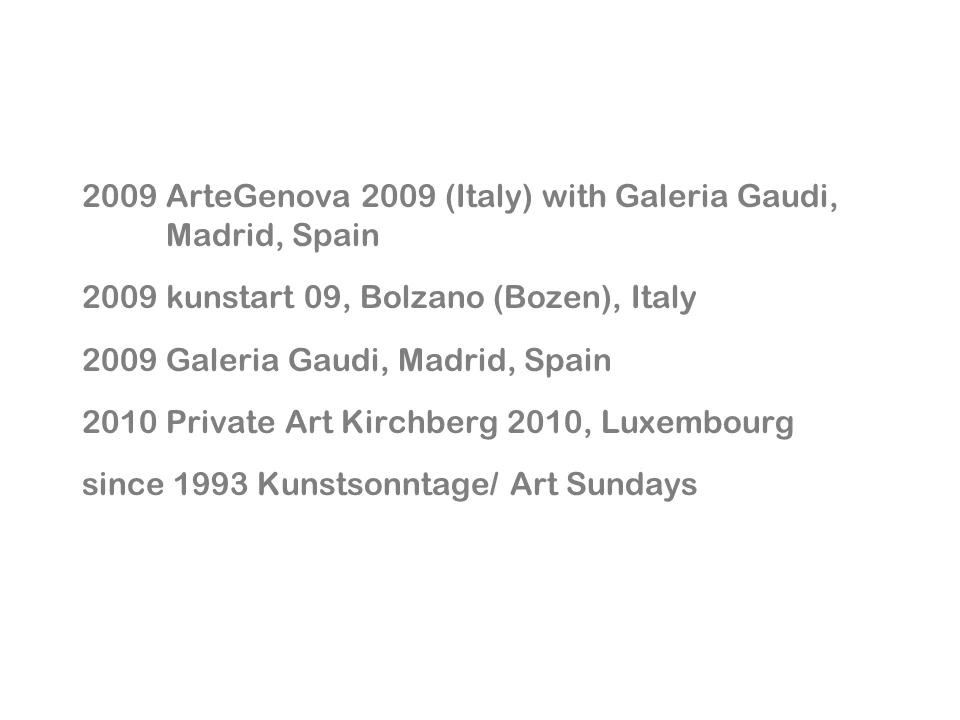 2009 ArteGenova 2009 (Italy) with Galeria Gaudi,
Madrid, Spain
2009 kunstart 09, Bolzano (Bozen), Italy
2009 Galeria Gaudi, Madrid, Spain
2010 Private Art Kirchberg 2010, Luxembourg
since 1993 Kunstsonntage/ Art Sundays